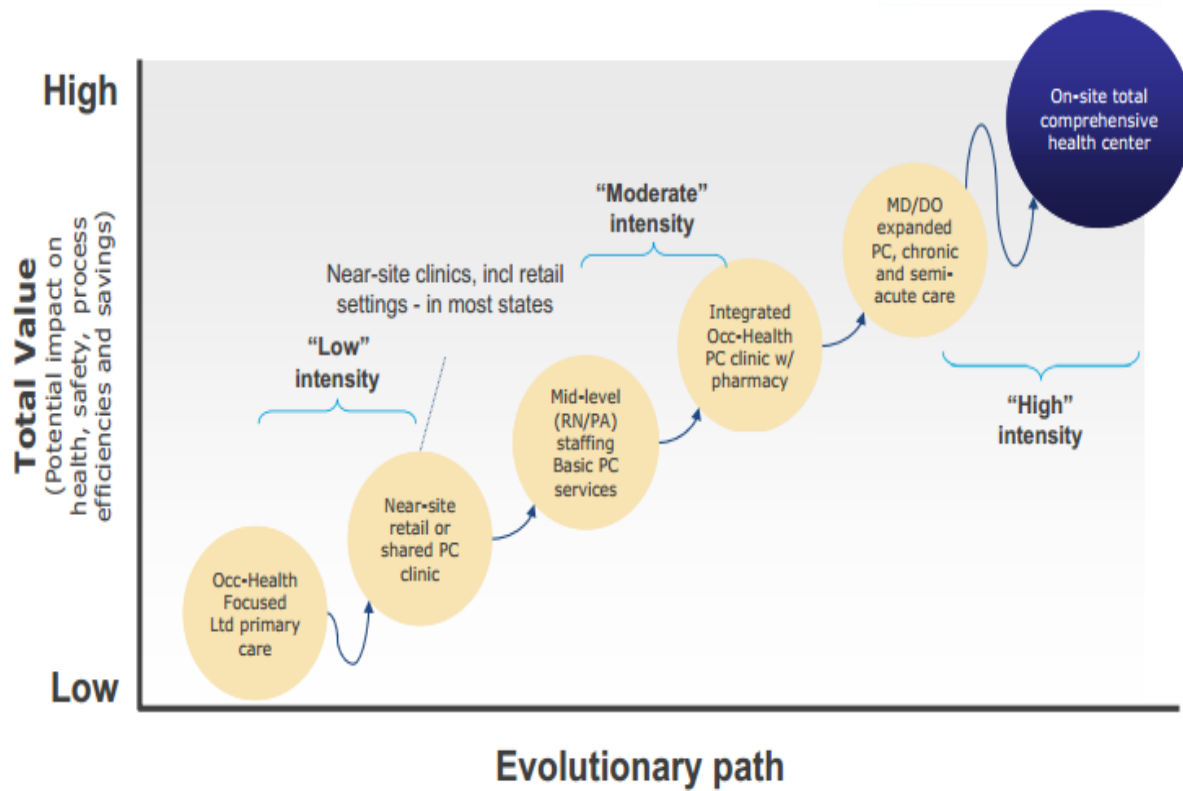 High
On-site total
comprehensive
health center
"Moderate"
intensity
MD/DO
expanded
PC, chronic
and semi-
acute care
Near-site clinics, incl retail
settings - in most states
Integrated
Occ-Health
PC clinic w/
pharmacy
"Low"
intensity
Mid-level
(RN/PA)
staffing
Basic PC
services
"High"
intensity
Total Value
(Potential impact on
health, safety, process
efficiencies and savings)
Near-site
retail or
shared PC
clinic
Occ-Health
Focused
Ltd primary
care
Low
Evolutionary path